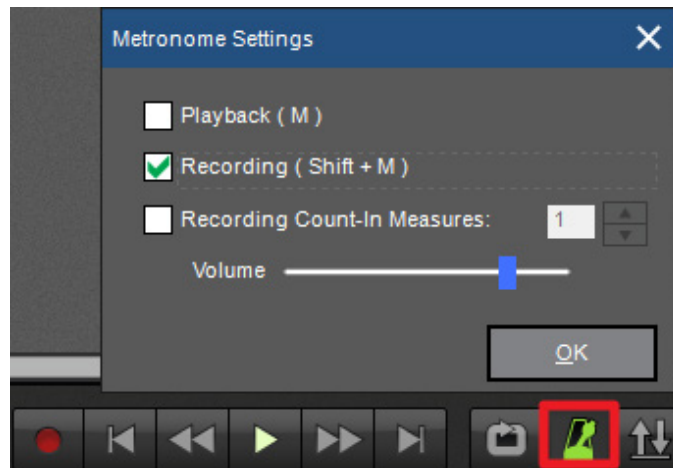 Metronome Settings
Playback ( M )
Recording ( Shift + M )
Recording Count-In Measures: 1
Volume
OK